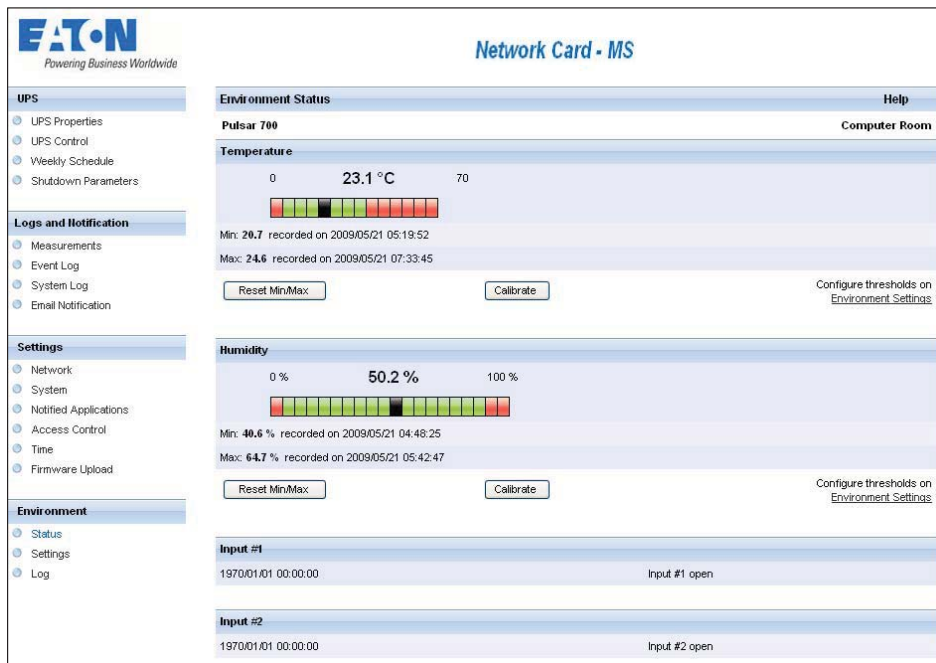 EATON
Powering Business Worldwide
Network Card - MS
UPS
UPS Properties
UPS Control
Weekly Schedule
Shutdown Parameters
Logs and Notification
Measurements
Event Log
System Log
Email Notification
Settings
Network
System
Notified Applications
Access Control
Time
Firmware Upload
Environment
Status
Settings
Log
Environment Status Help
Pulsar 700 Computer Room
Temperature
0 23.1 °C 70
Min: 20.7 recorded on 2009/05/21 05:19:52
Max: 24.6 recorded on 2009/05/21 07:33:45
Reset Min/Max Calibrate Configure thresholds on
Environment Settings
Humidity
0 % 50.2 % 100 %
Min: 40.6 % recorded on 2009/05/21 04:48:25
Max: 64.7 % recorded on 2009/05/21 05:42:47
Reset Min/Max Calibrate Configure thresholds on
Environment Settings
Input #1
1970/01/01 00:00:00 Input #1 open
Input #2
1970/01/01 00:00:00 Input #2 open